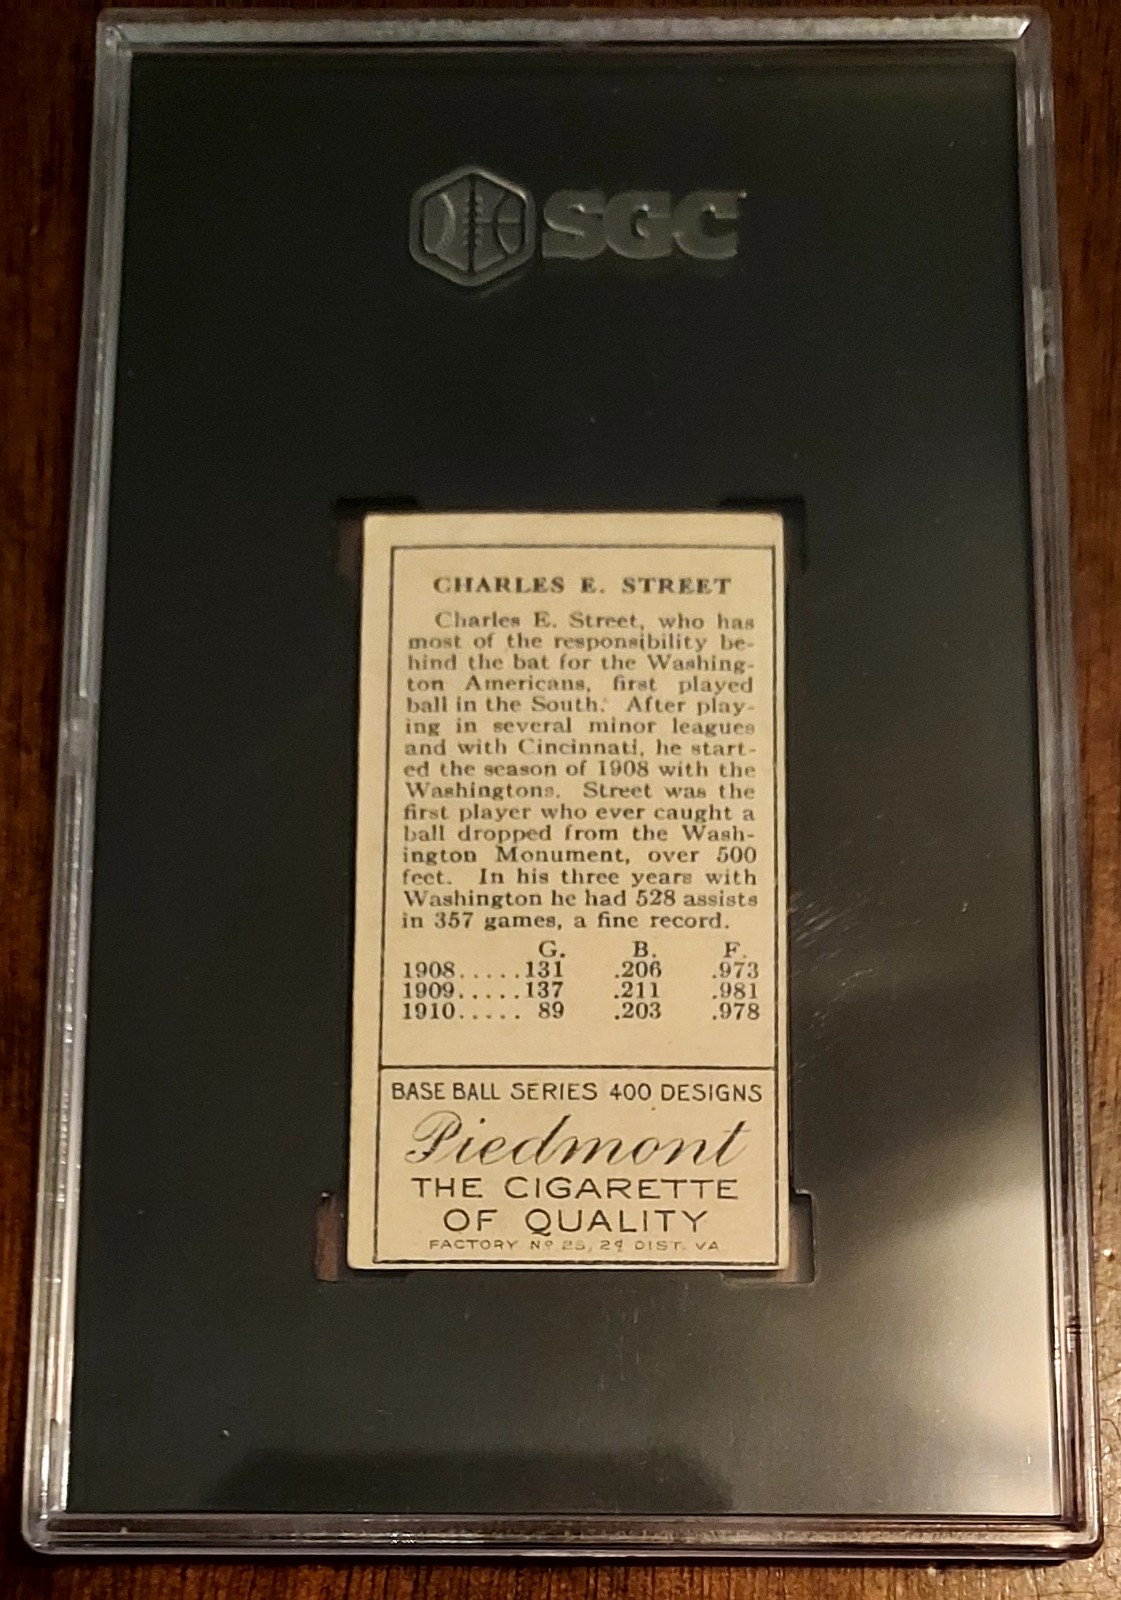 SGC
CHARLES E. STREET
Charles E. Street, who has
most of the responsibility be-
hind the bat for the Washing-
ton Americans, first played
ball in the South. After play-
ing in several minor leagues
and with Cincinnati, he start-
ed the season of 1908 with the
Washingtons. Street was the
first player who ever caught a
ball dropped from the Wash-
ington Monument, over 500
feet. In his three years with
Washington he had 528 assists
in 357 games, a fine record.
G. B. F.
1908.....131 .206 .973
1909.....137 .211 .981
1910..... 89 .203 .978
BASE BALL SERIES 400 DESIGNS
Piedmont
THE CIGARETTE
OF QUALITY
FACTORY Nº 25, 2d DIST. VA